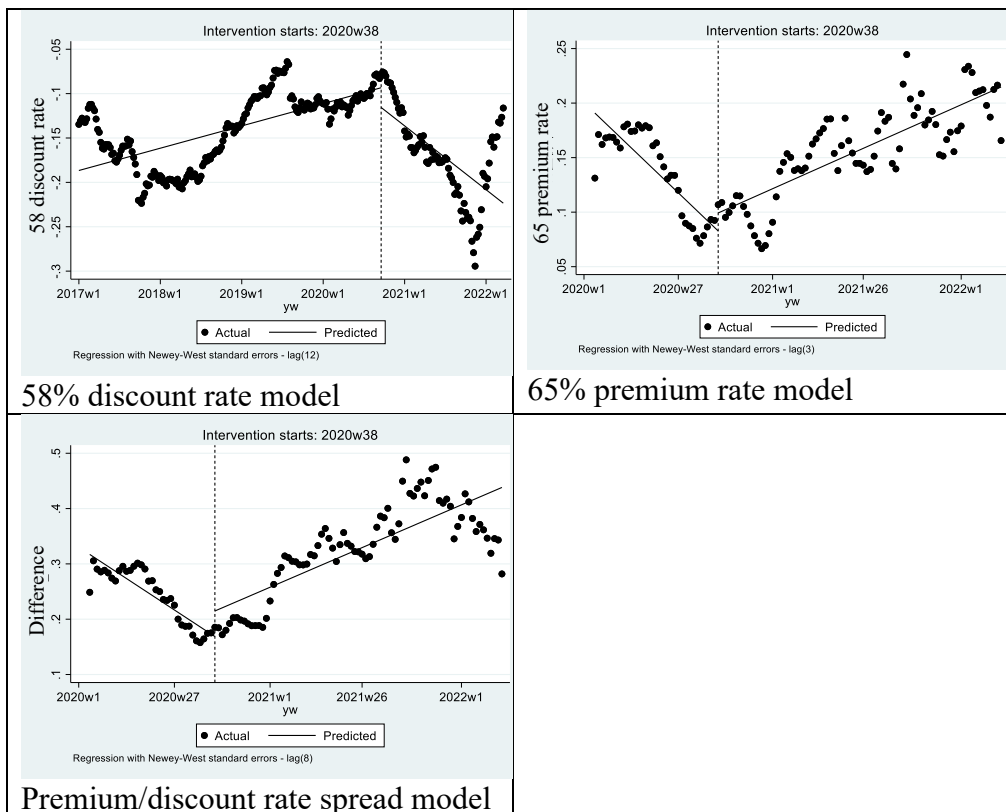 Intervention starts: 2020w38
58 discount rate
-.05
-.1
-.15
-.2
-.25
-.3
2017w1 2018w1 2019w1 2020w1 2021w1 2022w1
yw
Actual Predicted
Regression with Newey-West standard errors - lag(12)
58% discount rate model
Intervention starts: 2020w38
65 premium rate
.25
.2
.15
.1
.05
2020w1 2020w27 2021w1 2021w26 2022w1
yw
Actual Predicted
Regression with Newey-West standard errors - lag(3)
65% premium rate model
Intervention starts: 2020w38
Difference
.5
.4
.3
.2
.1
2020w1 2020w27 2021w1 2021w26 2022w1
yw
Actual Predicted
Regression with Newey-West standard errors - lag(8)
Premium/discount rate spread model